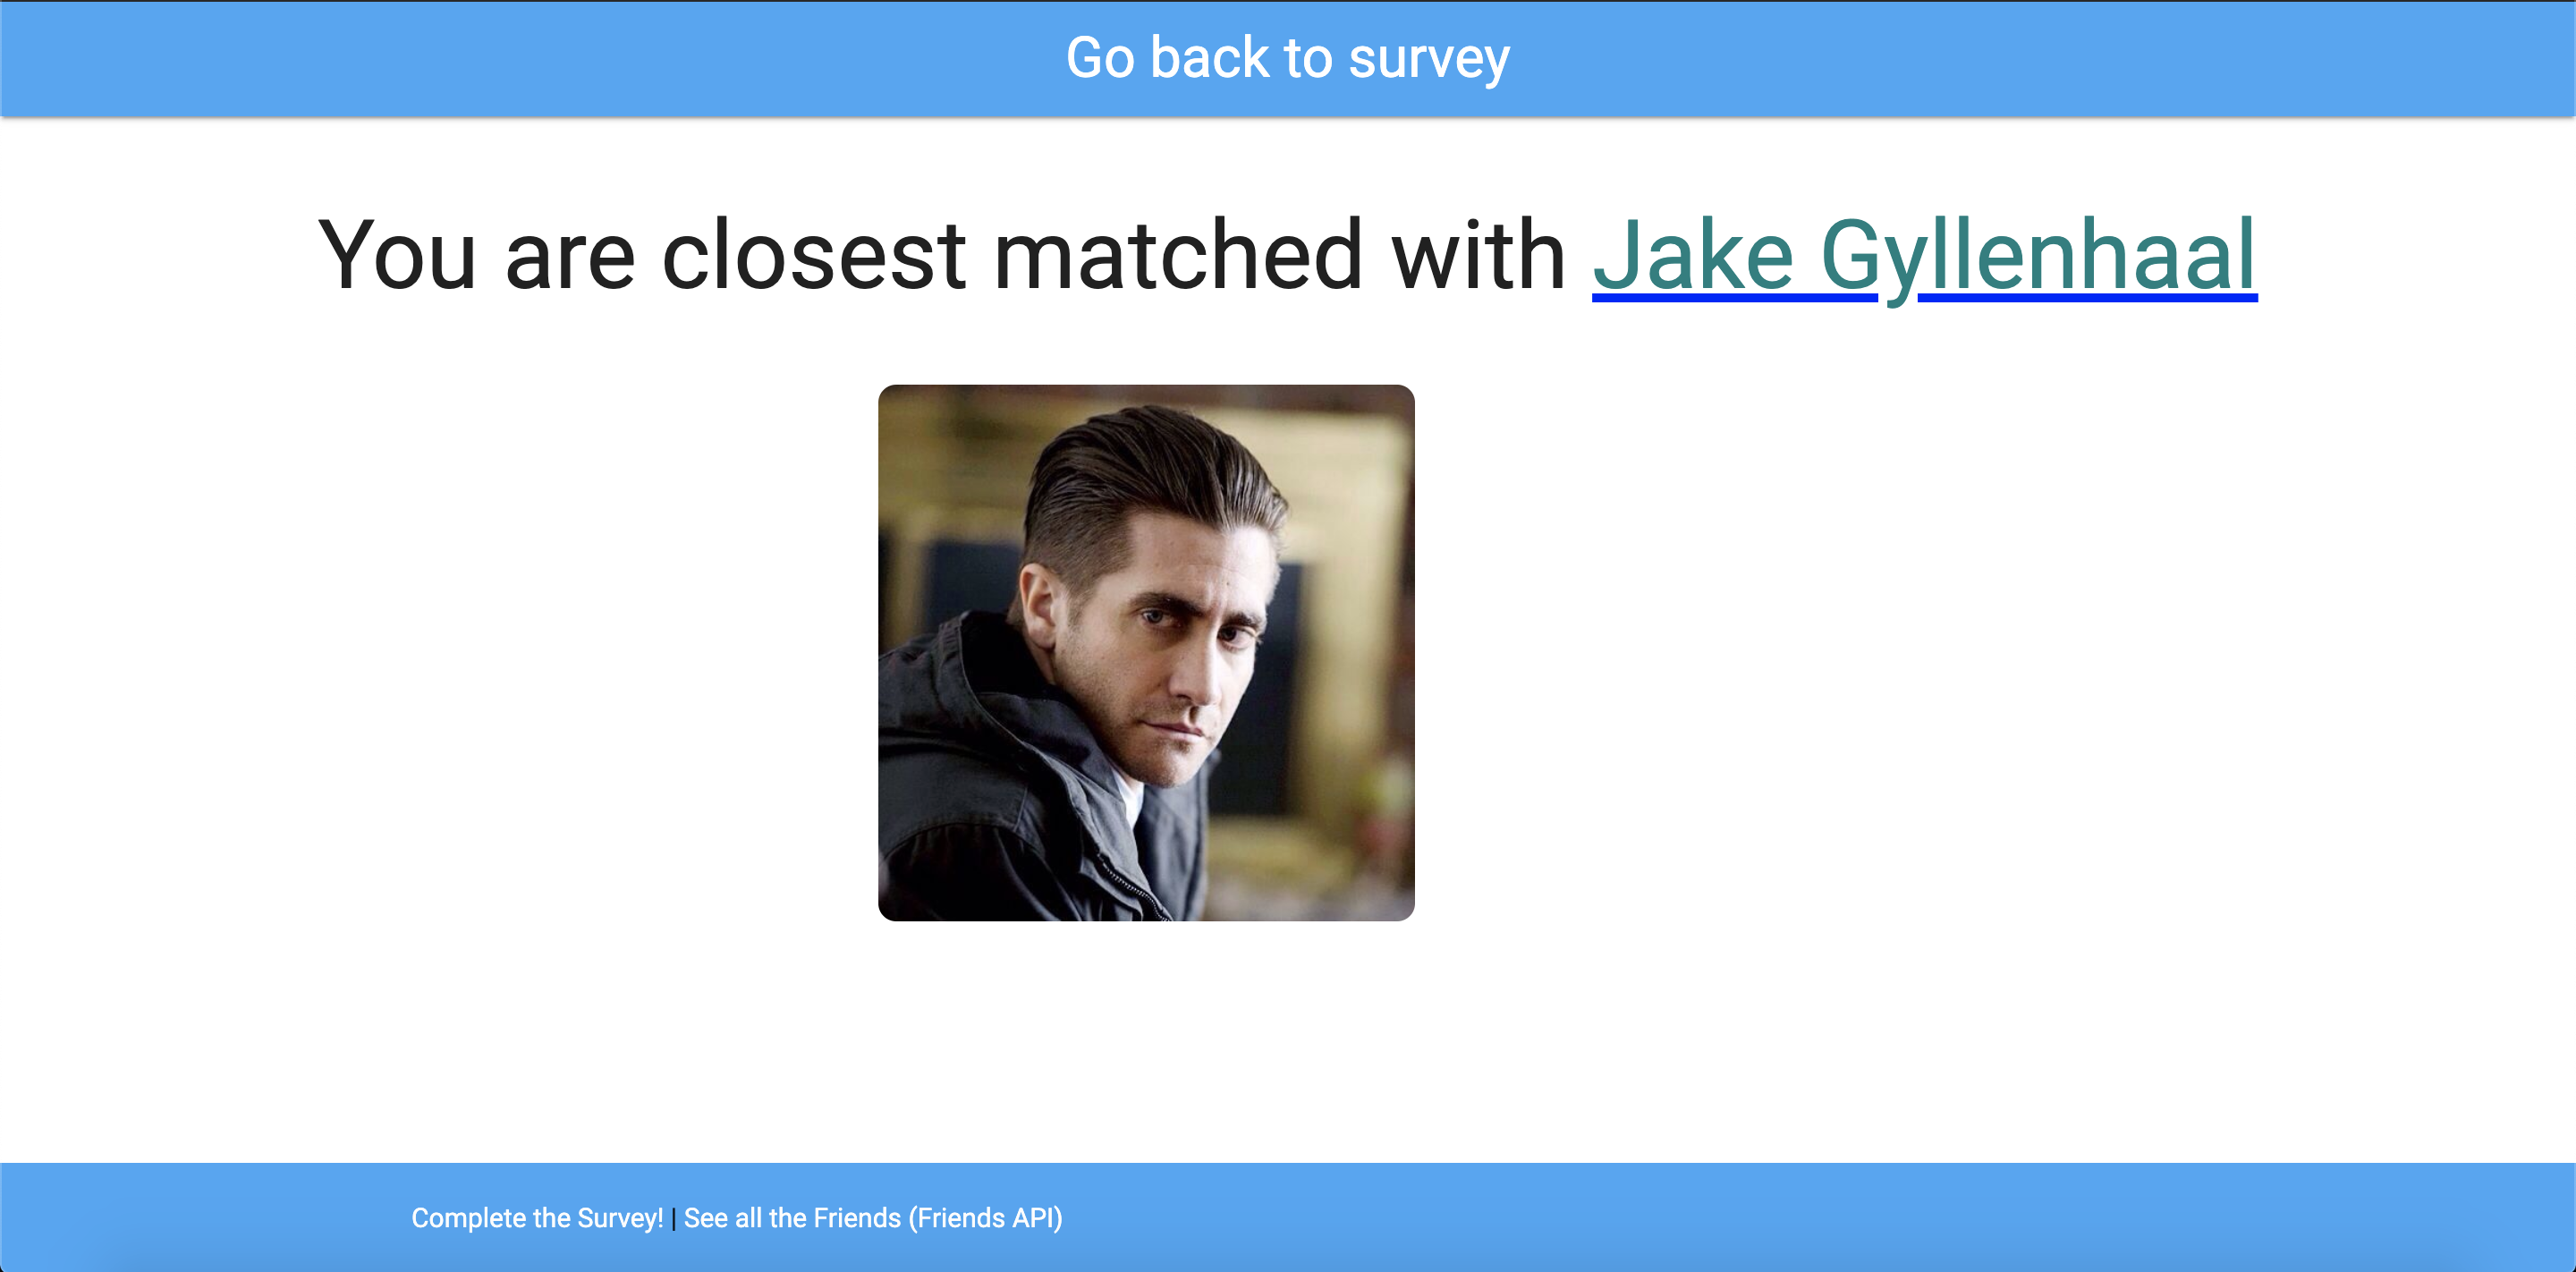 Go back to survey
You are closest matched with Jake Gyllenhaal
Complete the Survey! | See all the Friends (Friends API)